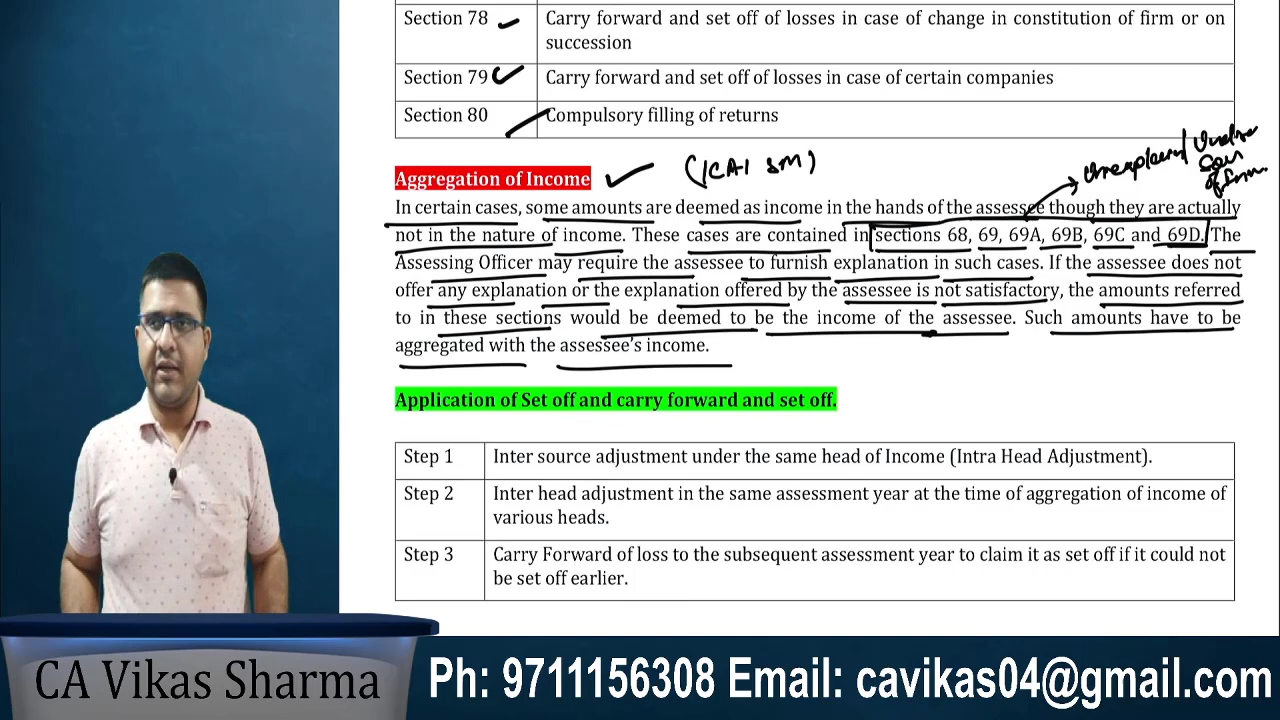 Section 78
Carry forward and set off of losses in case of change in constitution of firm or on
succession
Section 79
Carry forward and set off of losses in case of certain companies
Section 80
Compulsory filling of returns
Aggregation of Income
(ICAI SM)
In certain cases, some amounts are deemed as income in the hands of the assessee though they are actually
not in the nature of income. These cases are contained in sections 68, 69, 69A, 69B, 69C and 69D. The
Assessing Officer may require the assessee to furnish explanation in such cases. If the assessee does not
offer any explanation or the explanation offered by the assessee is not satisfactory, the amounts referred
to in these sections would be deemed to be the income of the assessee. Such amounts have to be
aggregated with the assessee's income.
Application of Set off and carry forward and set off.
Step 1
Inter source adjustment under the same head of Income (Intra Head Adjustment).
Step 2
Inter head adjustment in the same assessment year at the time of aggregation of income of
various heads.
Step 3
Carry Forward of loss to the subsequent assessment year to claim it as set off if it could not
be set off earlier.
CA Vikas Sharma
Ph: 9711156308 Email: cavikas04@gmail.com